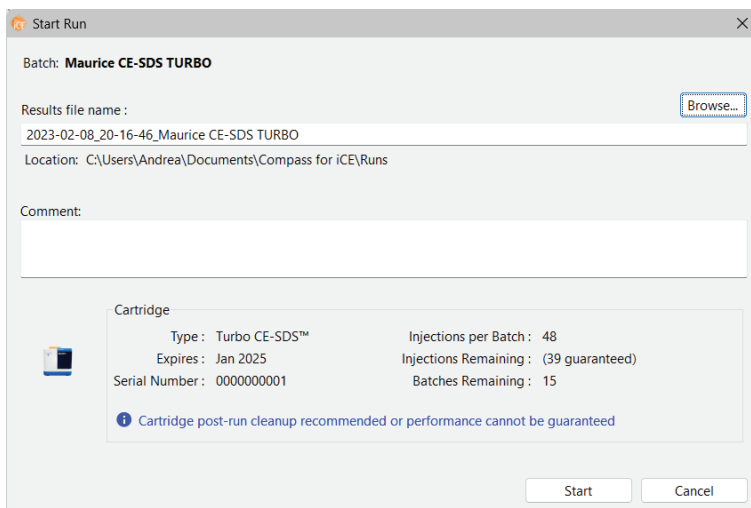 Start Run
Batch: Maurice CE-SDS TURBO
Results file name :
Browse...
2023-02-08_20-16-46_Maurice CE-SDS TURBO
Location: C:\Users\Andrea\Documents\Compass for iCE\Runs
Comment:
Cartridge
Type : Turbo CE-SDS™ Injections per Batch : 48
Expires : Jan 2025 Injections Remaining : (39 guaranteed)
Serial Number : 0000000001 Batches Remaining : 15
Cartridge post-run cleanup recommended or performance cannot be guaranteed
Start Cancel